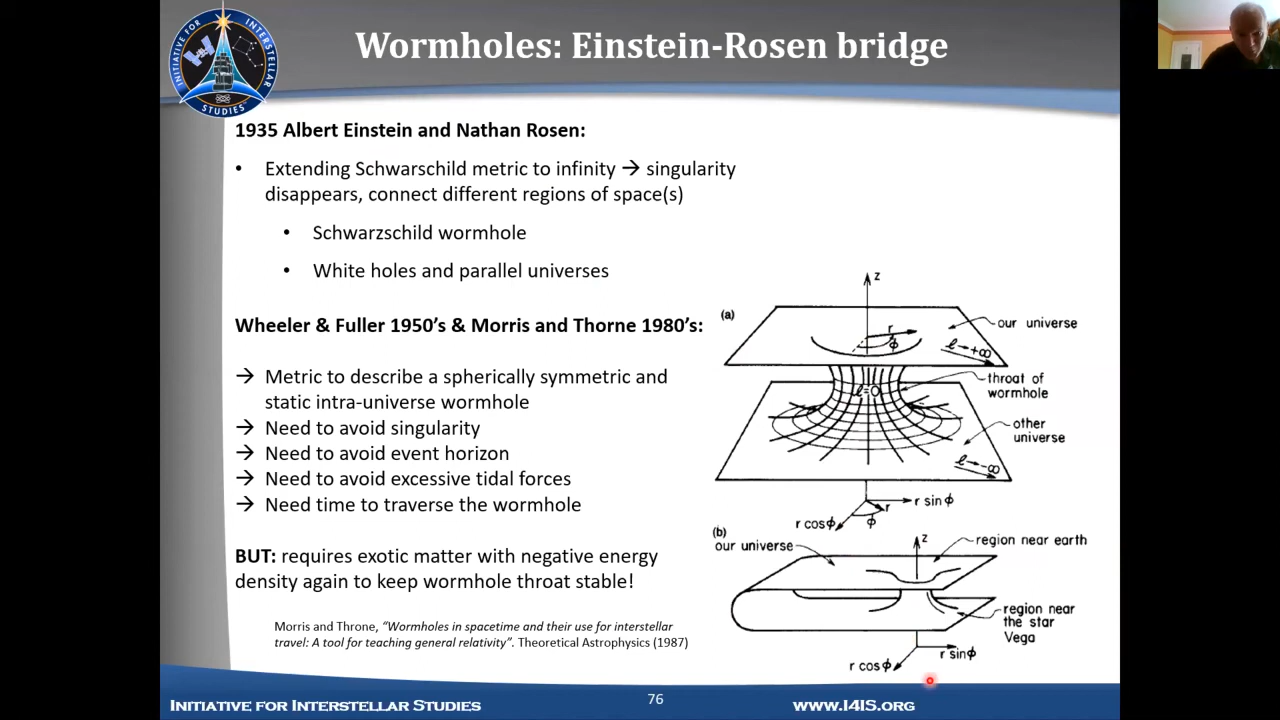 INITIATIVE FOR INTERSTELLAR STUDIES
Wormholes: Einstein-Rosen bridge
1935 Albert Einstein and Nathan Rosen:
• Extending Schwarschild metric to infinity → singularity
disappears, connect different regions of space(s)
• Schwarzschild wormhole
• White holes and parallel universes
Wheeler & Fuller 1950’s & Morris and Thorne 1980’s:
→ Metric to describe a spherically symmetric and
static intra-universe wormhole
→ Need to avoid singularity
→ Need to avoid event horizon
→ Need to avoid excessive tidal forces
→ Need time to traverse the wormhole
BUT: requires exotic matter with negative energy
density again to keep wormhole throat stable!
Morris and Throne, “Wormholes in spacetime and their use for interstellar
travel: A tool for teaching general relativity”. Theoretical Astrophysics (1987)
z
(a)
r
ϕ
our universe
ℓ→+∞
ℓ=0
throat of
wormhole
other
universe
ℓ→-∞
r sin ϕ
r
r cos ϕ
ϕ
(b)
our universe
z
region near earth
region near
the star
Vega
r sin ϕ
r cos ϕ
INITIATIVE FOR INTERSTELLAR STUDIES
76
WWW.I4IS.ORG